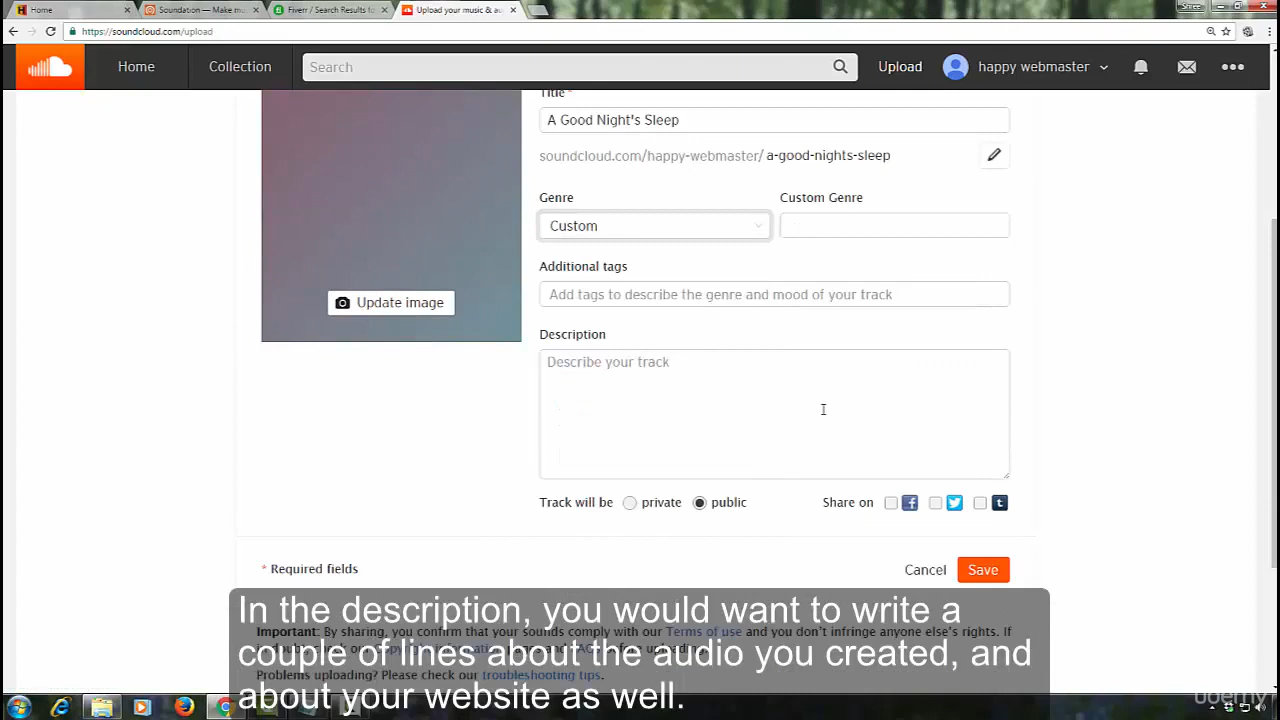 Home
Soundation — Make mu
Fiverr / Search Results fo
Upload your music & au
Stree
https://soundcloud.com/upload
Home
Collection
Search
Upload
happy webmaster
Title *
A Good Night's Sleep
soundcloud.com/happy-webmaster/ a-good-nights-sleep
Genre
Custom Genre
Custom
Additional tags
Add tags to describe the genre and mood of your track
Update image
Description
Describe your track
Track will be private public
Share on
* Required fields
Cancel
Save
Important: By sharing, you confirm that your sounds comply with our Terms of use and you don't infringe anyone else's rights. If
Problems uploading? Please check our troubleshooting tips.
In the description, you would want to write a
couple of lines about the audio you created, and
about your website as well.
udemy